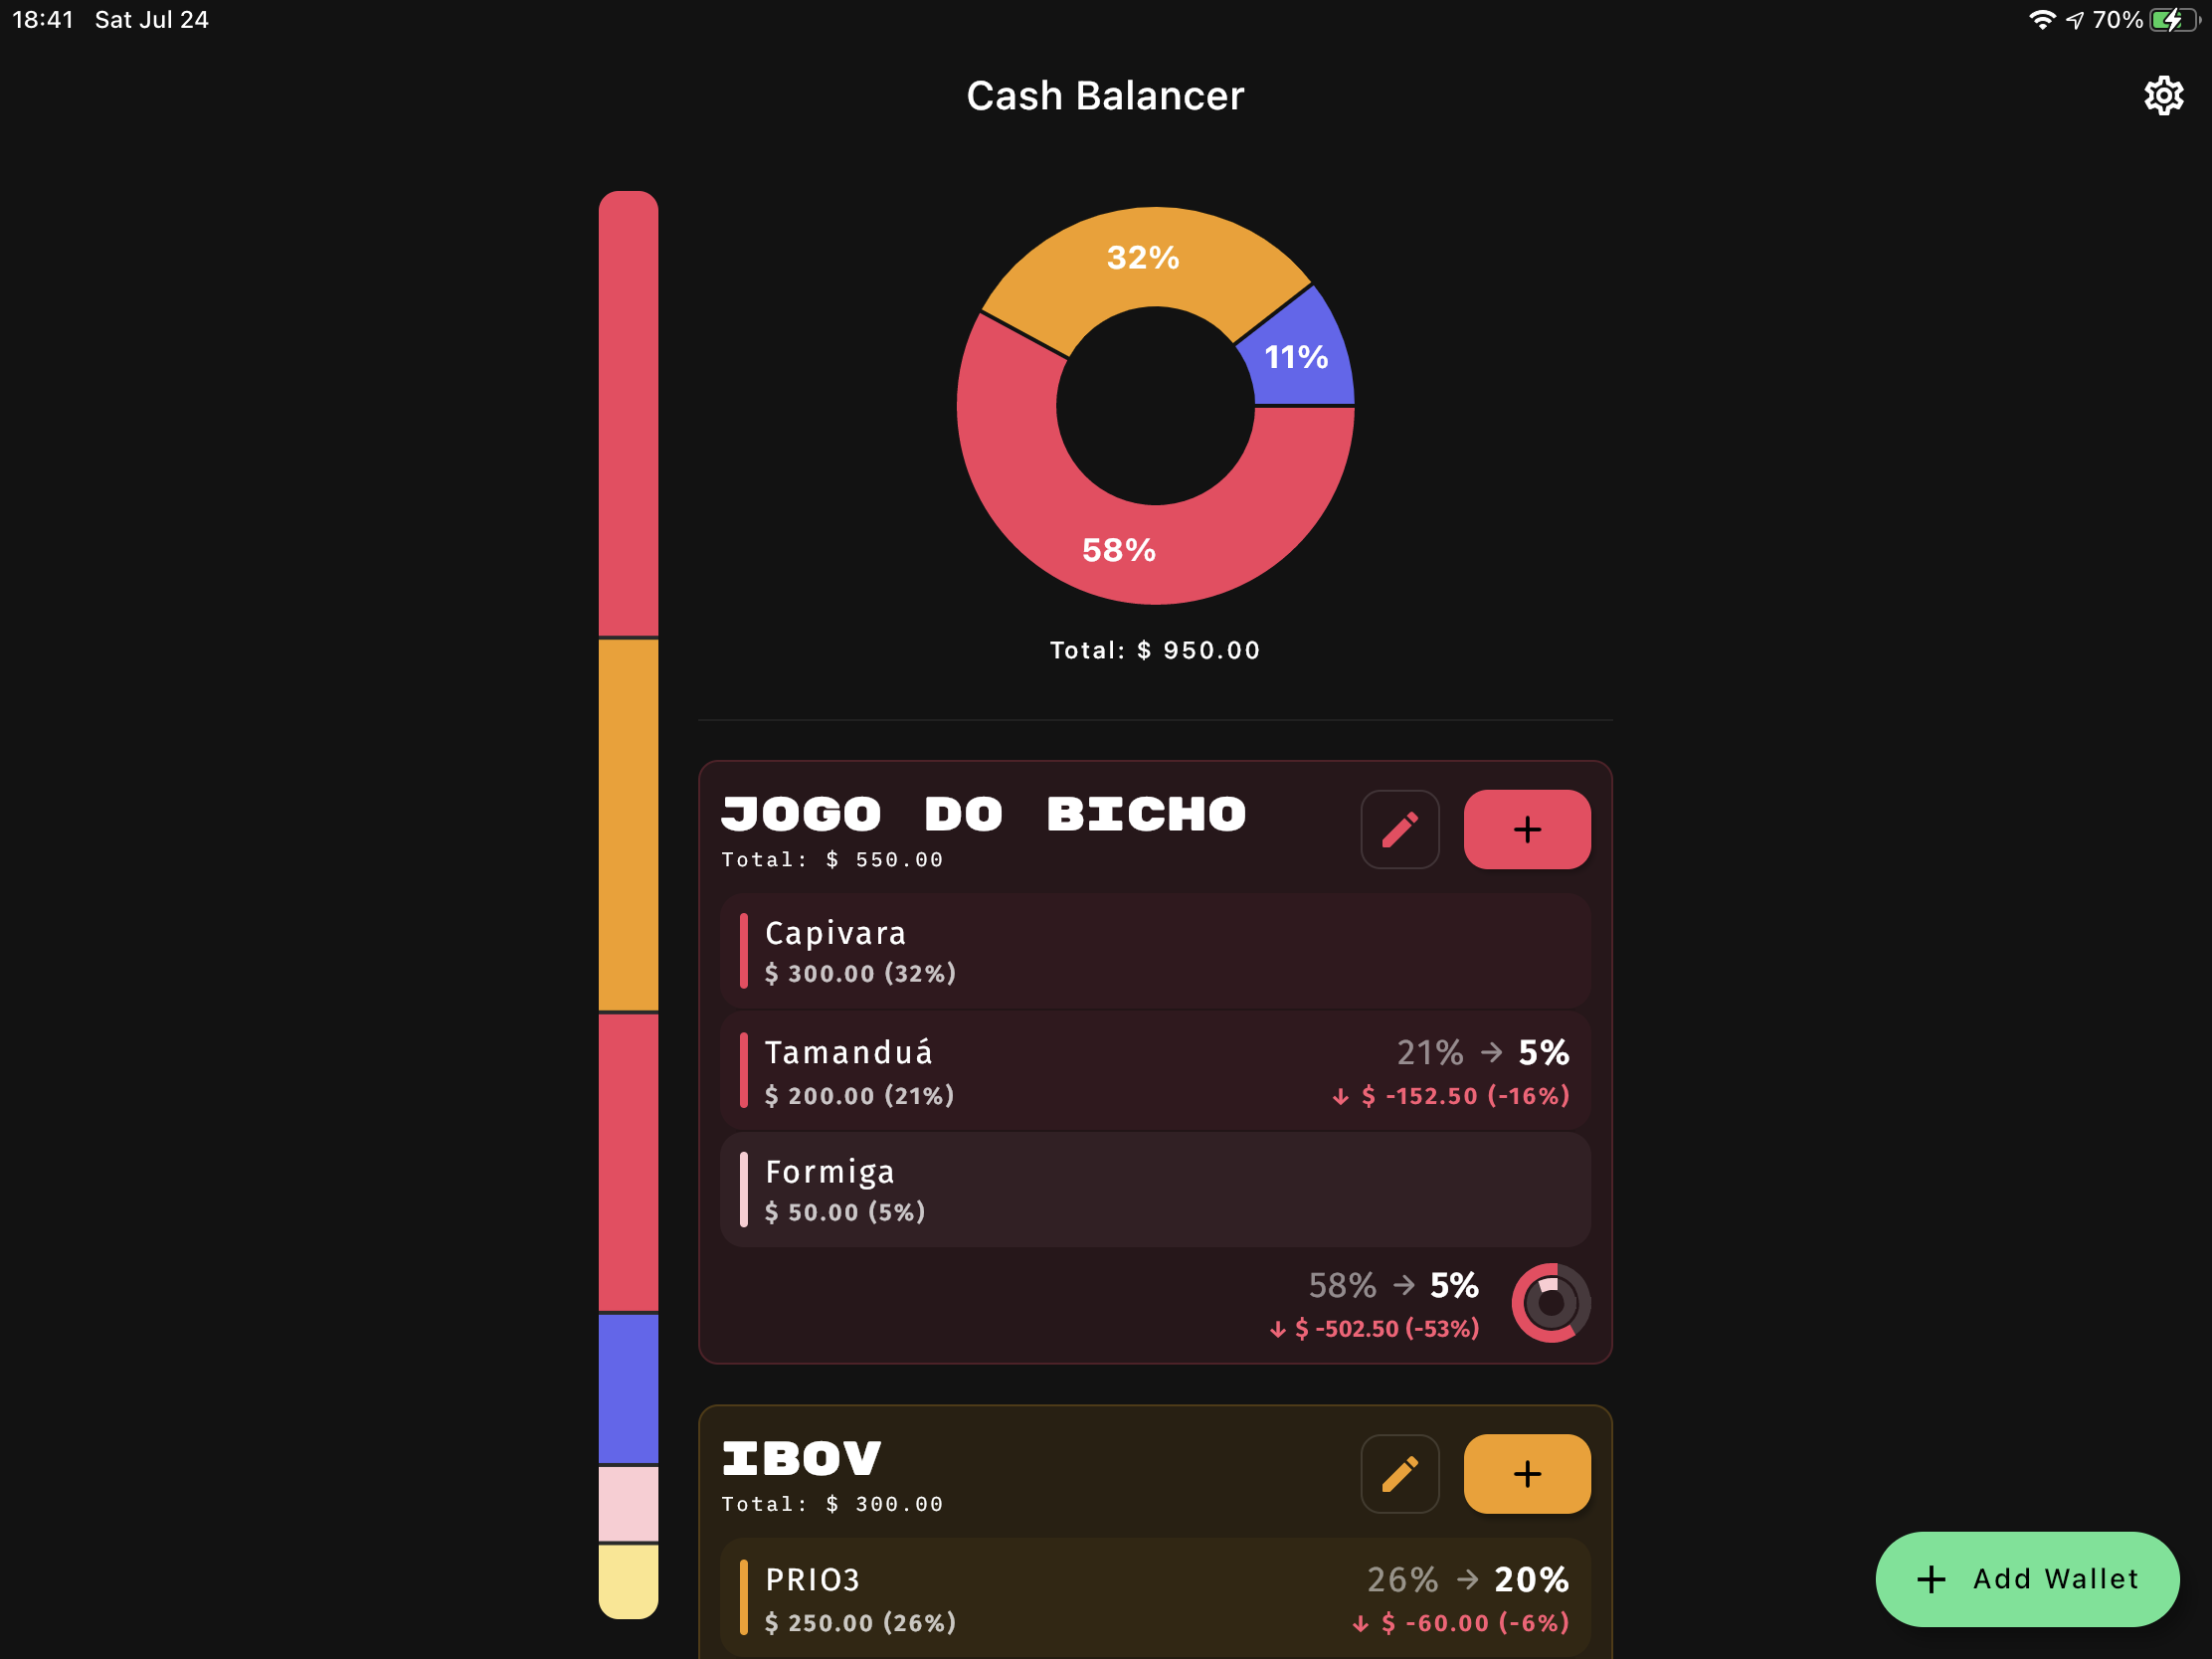 18:41 Sat Jul 24
70%
Cash Balancer
32%
11%
58%
Total: $ 950.00
JOGO DO BICHO
Total: $ 550.00
Capivara
$ 300.00 (32%)
Tamanduá
21% → 5%
$ 200.00 (21%)
↓ $ -152.50 (-16%)
Formiga
$ 50.00 (5%)
58% → 5%
↓ $ -502.50 (-53%)
IBOV
Total: $ 300.00
PRIO3
26% → 20%
$ 250.00 (26%)
↓ $ -60.00 (-6%)
+ Add Wallet